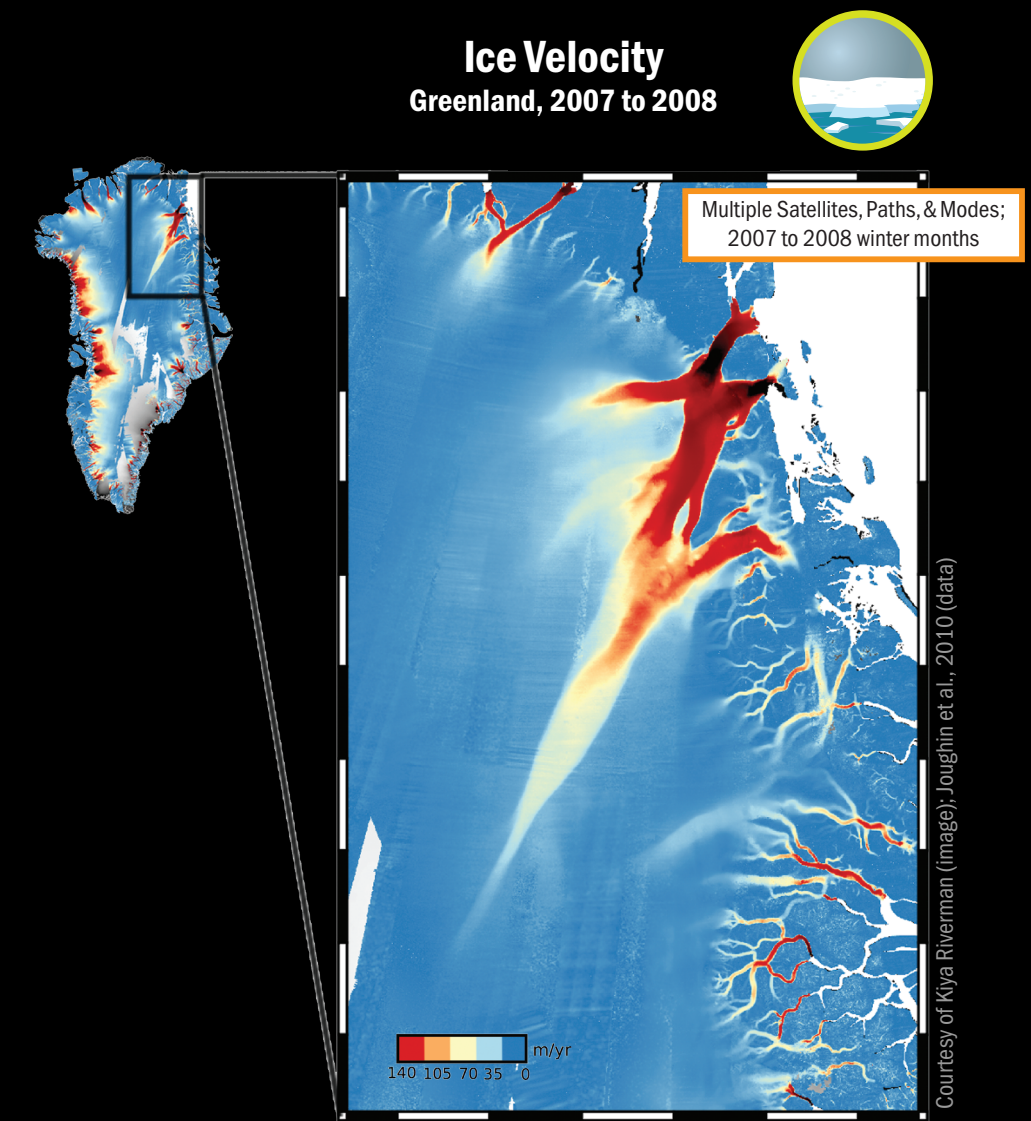 Ice Velocity
Greenland, 2007 to 2008
Multiple Satellites, Paths, & Modes;
2007 to 2008 winter months
m/yr
140 105 70 35 0
Courtesy of Kiya Riverman (image); Joughin et al., 2010 (data)